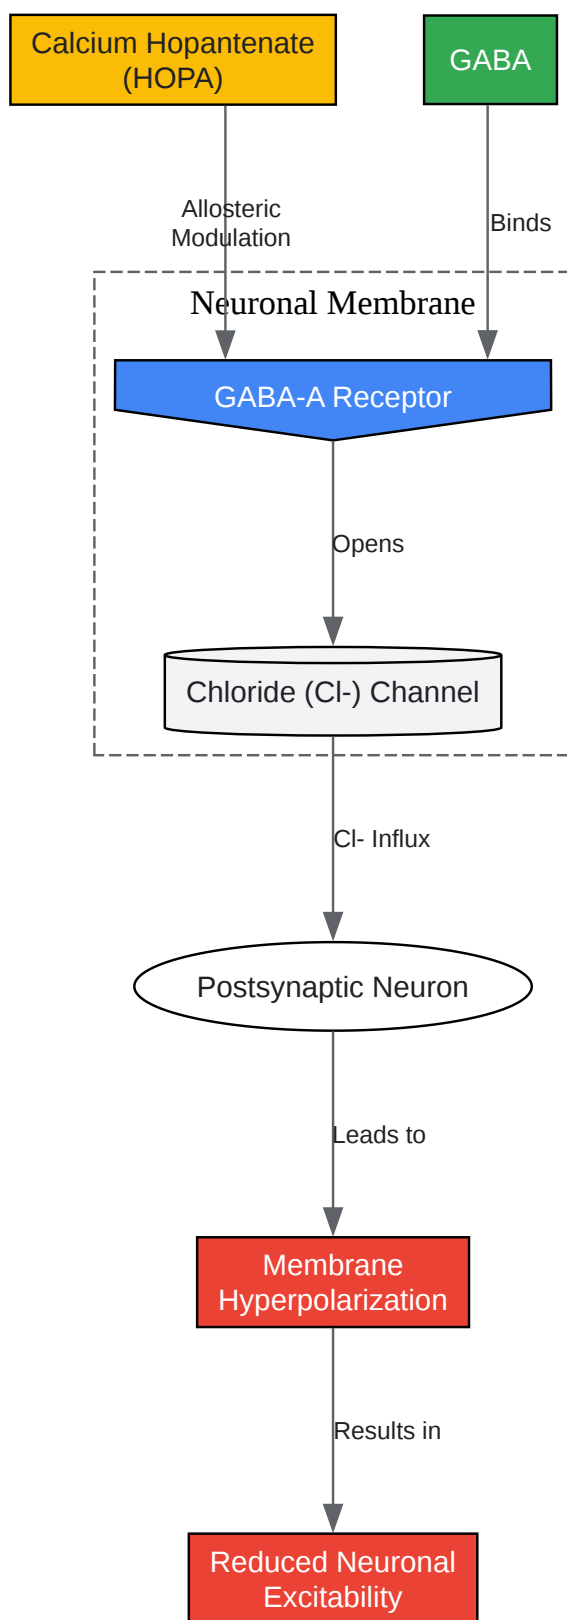 Calcium Hopantenate
(HOPA)
GABA
Allosteric
Modulation
Binds
Neuronal Membrane
GABA-A Receptor
Opens
Chloride (Cl-) Channel
Cl- Influx
Postsynaptic Neuron
Leads to
Membrane
Hyperpolarization
Results in
Reduced Neuronal
Excitability